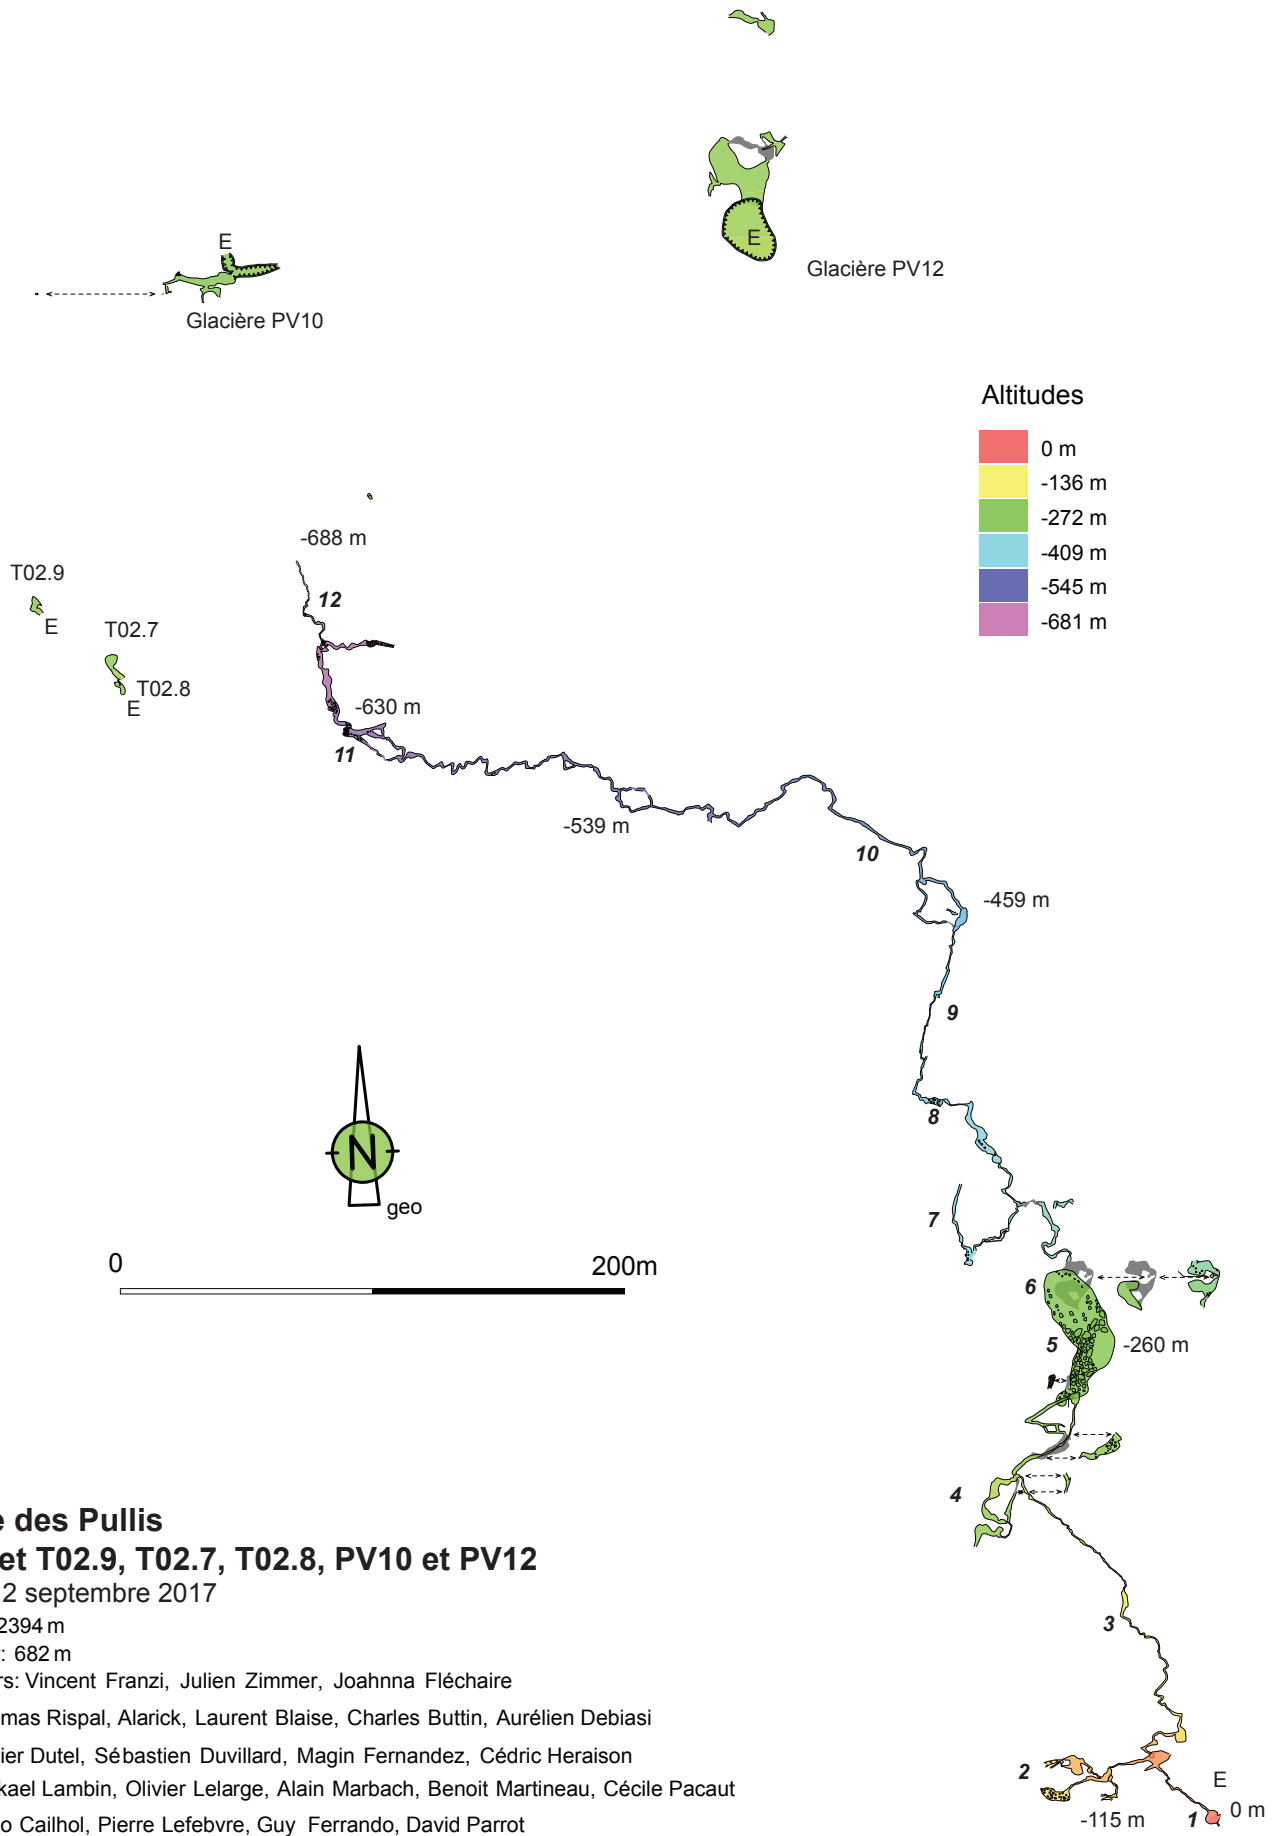 E
Glacière PV12
E
Glacière PV10
Altitudes
0 m
-136 m
-272 m
-409 m
-545 m
-681 m
-688 m
T02.9
12
E
T02.7
T02.8
E
-630 m
11
-539 m
10
-459 m
9
8
N
geo
7
0
200m
6
5
-260 m
4
e des Pullis
et T02.9, T02.7, T02.8, PV10 et PV12
2 septembre 2017
2394 m
: 682 m
3
rs: Vincent Franzi, Julien Zimmer, Joahnna Fléchaire
mas Rispal, Alarick, Laurent Blaise, Charles Buttin, Aurélien Debiasi
ier Dutel, Sébastien Duvillard, Magin Fernandez, Cédric Heraison
kael Lambin, Olivier Lelarge, Alain Marbach, Benoit Martineau, Cécile Pacaut
o Cailhol, Pierre Lefebvre, Guy Ferrando, David Parrot
2
E
-115 m
1
0 m